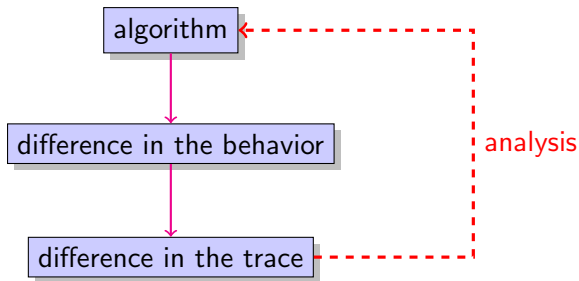 algorithm
difference in the behavior
analysis
difference in the trace